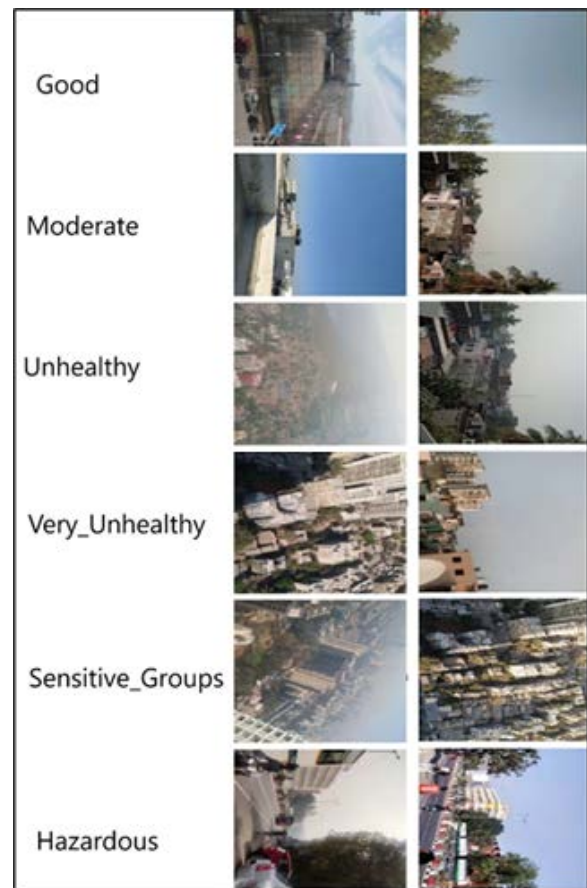 Good
Moderate
Unhealthy
Very_Unhealthy
Sensitive_Groups
Hazardous